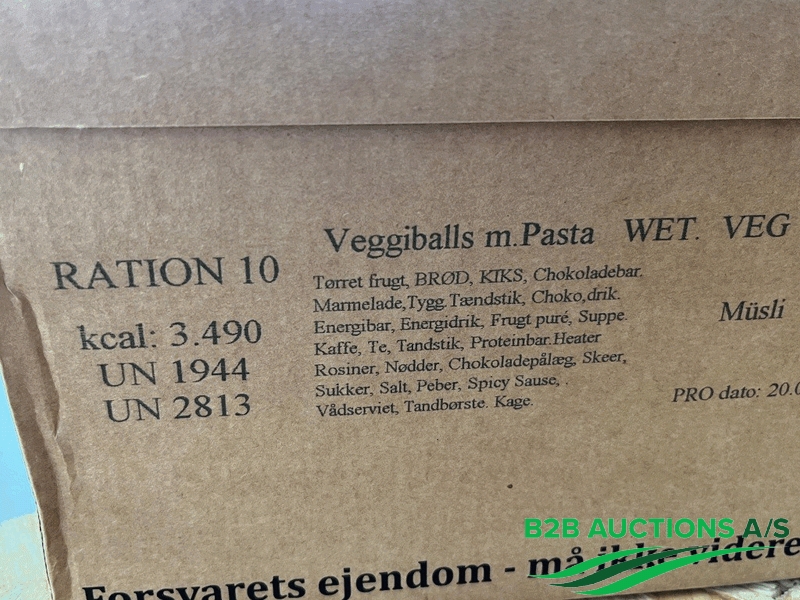 Veggiballs m.Pasta WET. VEG
RATION 10
kcal: 3.490
UN 1944
UN 2813
Tørret frugt, BRØD, KIKS, Chokoladebar.
Marmelade,Tygg.Tændstik, Choko,drik.
Energibar, Energidrik, Frugt puré, Suppe.
Kaffe, Te, Tandstik, Proteinbar.Heater
Rosiner, Nødder, Chokoladepålæg, Skeer,
Sukker, Salt, Peber, Spicy Sause, .
Vådserviet, Tandbørste. Kage.
Müsli
PRO dato: 20.0
B2B AUCTIONS A/S
Forsvarets ejendom - må ikke videre